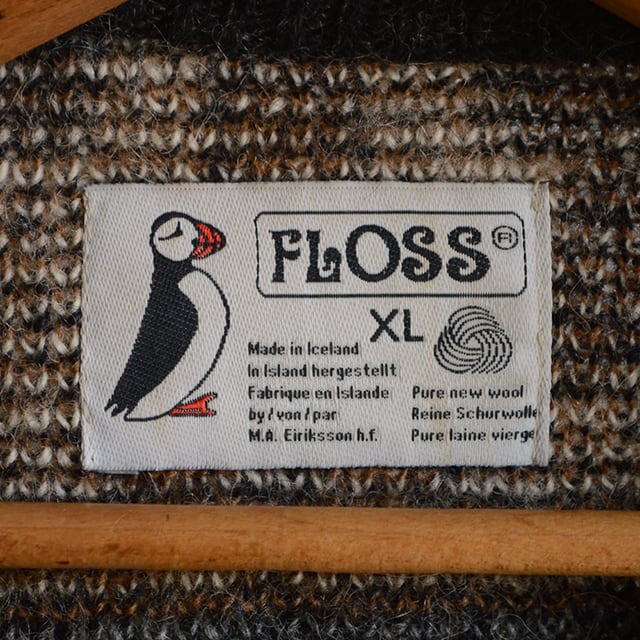 FLOSS®
XL
Made in Iceland
In Island hergestellt
Fabrique en Islande
by / von / par
M.A. Eiriksson h.f.
Pure new wool
Reine Schurwolle
Pure laine vierge